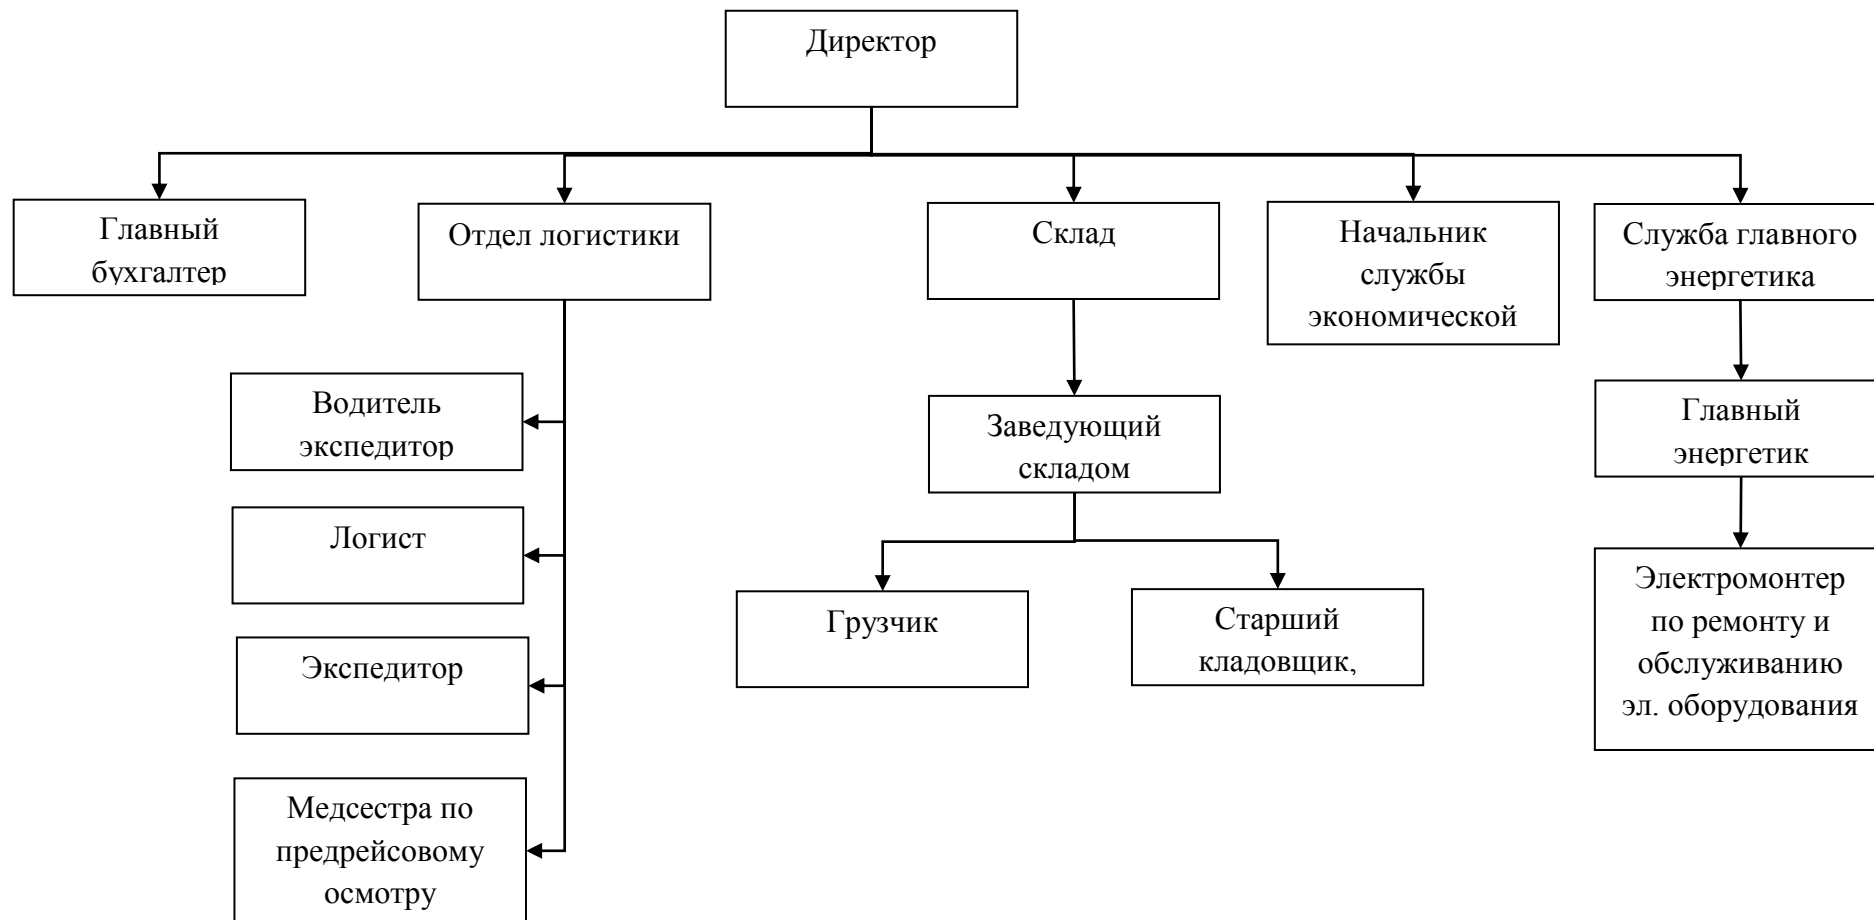 Директор
Главный
бухгалтер
Отдел логистики
Склад
Начальник
службы
экономической
Служба главного
энергетика
Водитель
экспедитор
Логист
Экспедитор
Медсестра по
предрейсовому
осмотру
Заведующий
складом
Грузчик
Старший
кладовщик,
Главный
энергетик
Электромонтер
по ремонту и
обслуживанию
эл. оборудования